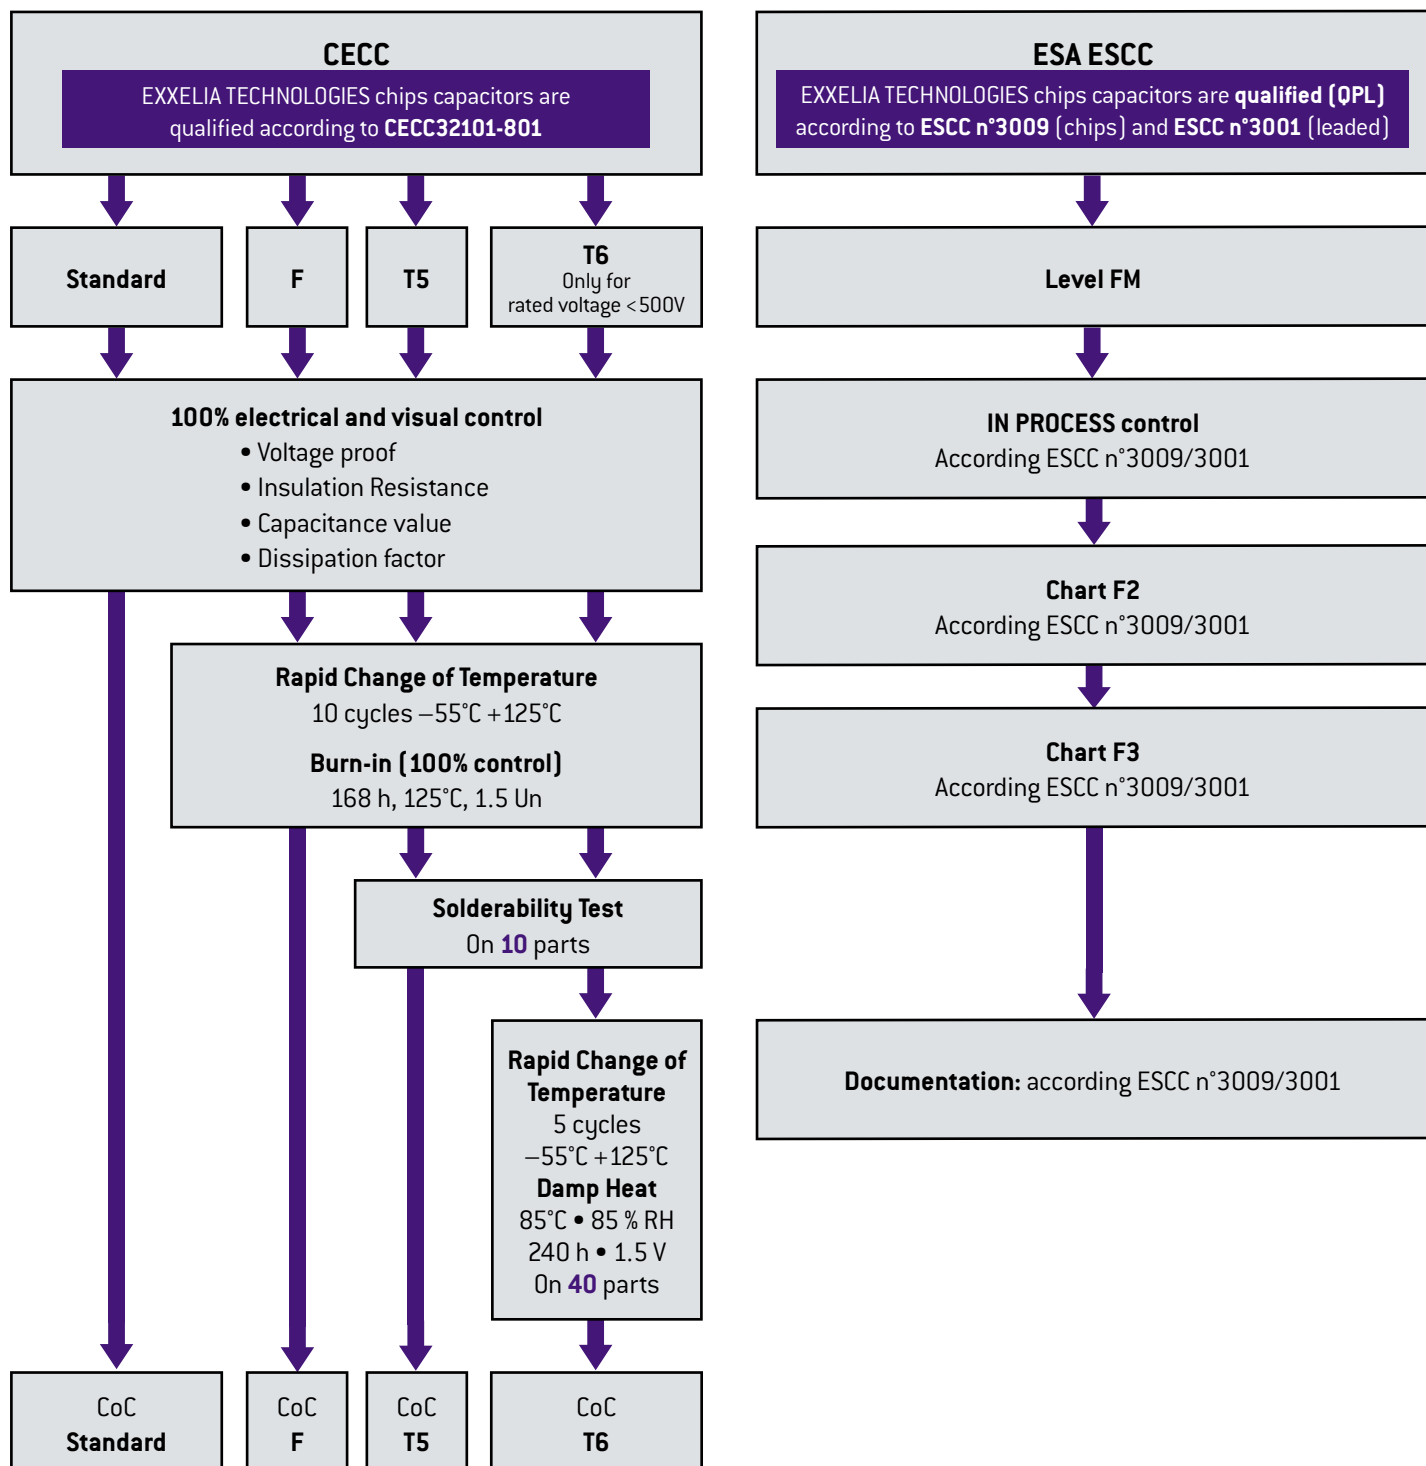 CECC
EXXELIA TECHNOLOGIES chips capacitors are
qualified according to CECC32101-801
Standard
F
T5
T6
Only for
rated voltage <500V
100% electrical and visual control
• Voltage proof
• Insulation Resistance
• Capacitance value
• Dissipation factor
Rapid Change of Temperature
10 cycles –55°C +125°C
Burn-in (100% control)
168 h, 125°C, 1.5 Un
Solderability Test
On 10 parts
Rapid Change of
Temperature
5 cycles
–55°C +125°C
Damp Heat
85°C • 85 % RH
240 h • 1.5 V
On 40 parts
CoC
Standard
CoC
F
CoC
T5
CoC
T6
ESA ESCC
EXXELIA TECHNOLOGIES chips capacitors are qualified (QPL)
according to ESCC n°3009 (chips) and ESCC n°3001 (leaded)
Level FM
IN PROCESS control
According ESCC n°3009/3001
Chart F2
According ESCC n°3009/3001
Chart F3
According ESCC n°3009/3001
Documentation: according ESCC n°3009/3001